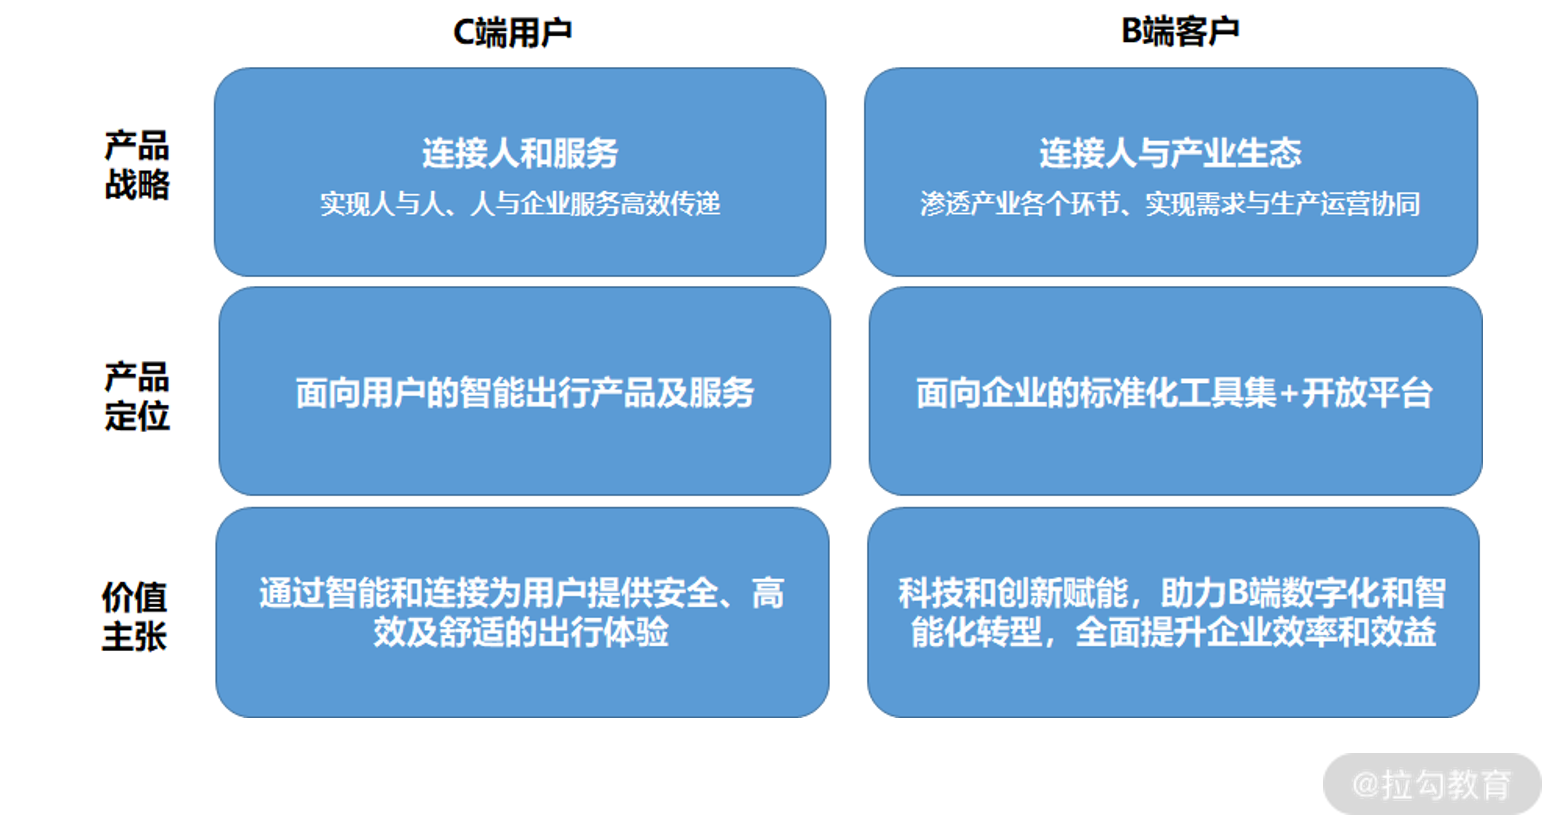 C端用户
B端客户
产品
战略
连接人和服务
实现人与人、人与企业服务高效传递
连接人与产业生态
渗透产业各个环节、实现需求与生产运营协同
产品
定位
面向用户的智能出行产品及服务
面向企业的标准化工具集+开放平台
价值
主张
通过智能和连接为用户提供安全、高
效及舒适的出行体验
科技和创新赋能，助力B端数字化和智
能化转型，全面提升企业效率和效益
@拉勾教育